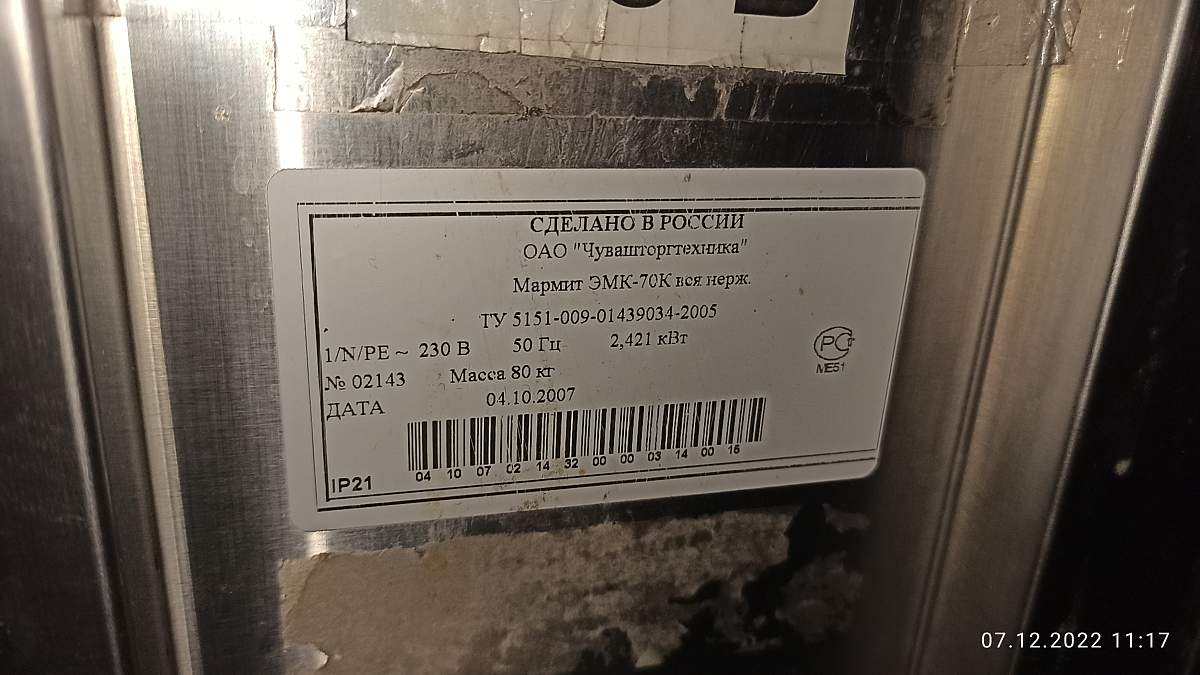 СДЕЛАНО В РОССИИ
ОАО "Чувашторгтехника"
Мармит ЭМК-70К вся нерж.
ТУ 5151-009-01439034-2005
1/N/PE ~ 230 В 50 Гц 2,421 кВт
№ 02143 Масса 80 кг
ДАТА 04.10.2007
РС
МЕ51
04 10 07 02 14 32 00 00 03 14 00 16
IP21
07.12.2022 11:17